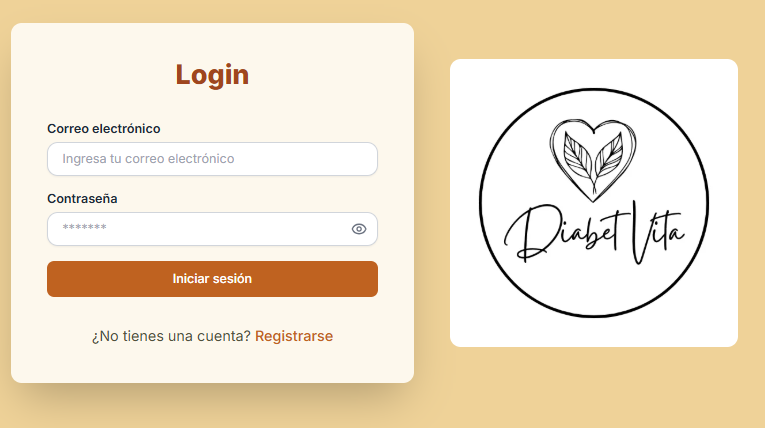 Login
Correo electrónico
Ingresa tu correo electrónico
Contraseña
*******
Iniciar sesión
¿No tienes una cuenta? Registrarse
Diabet Vita